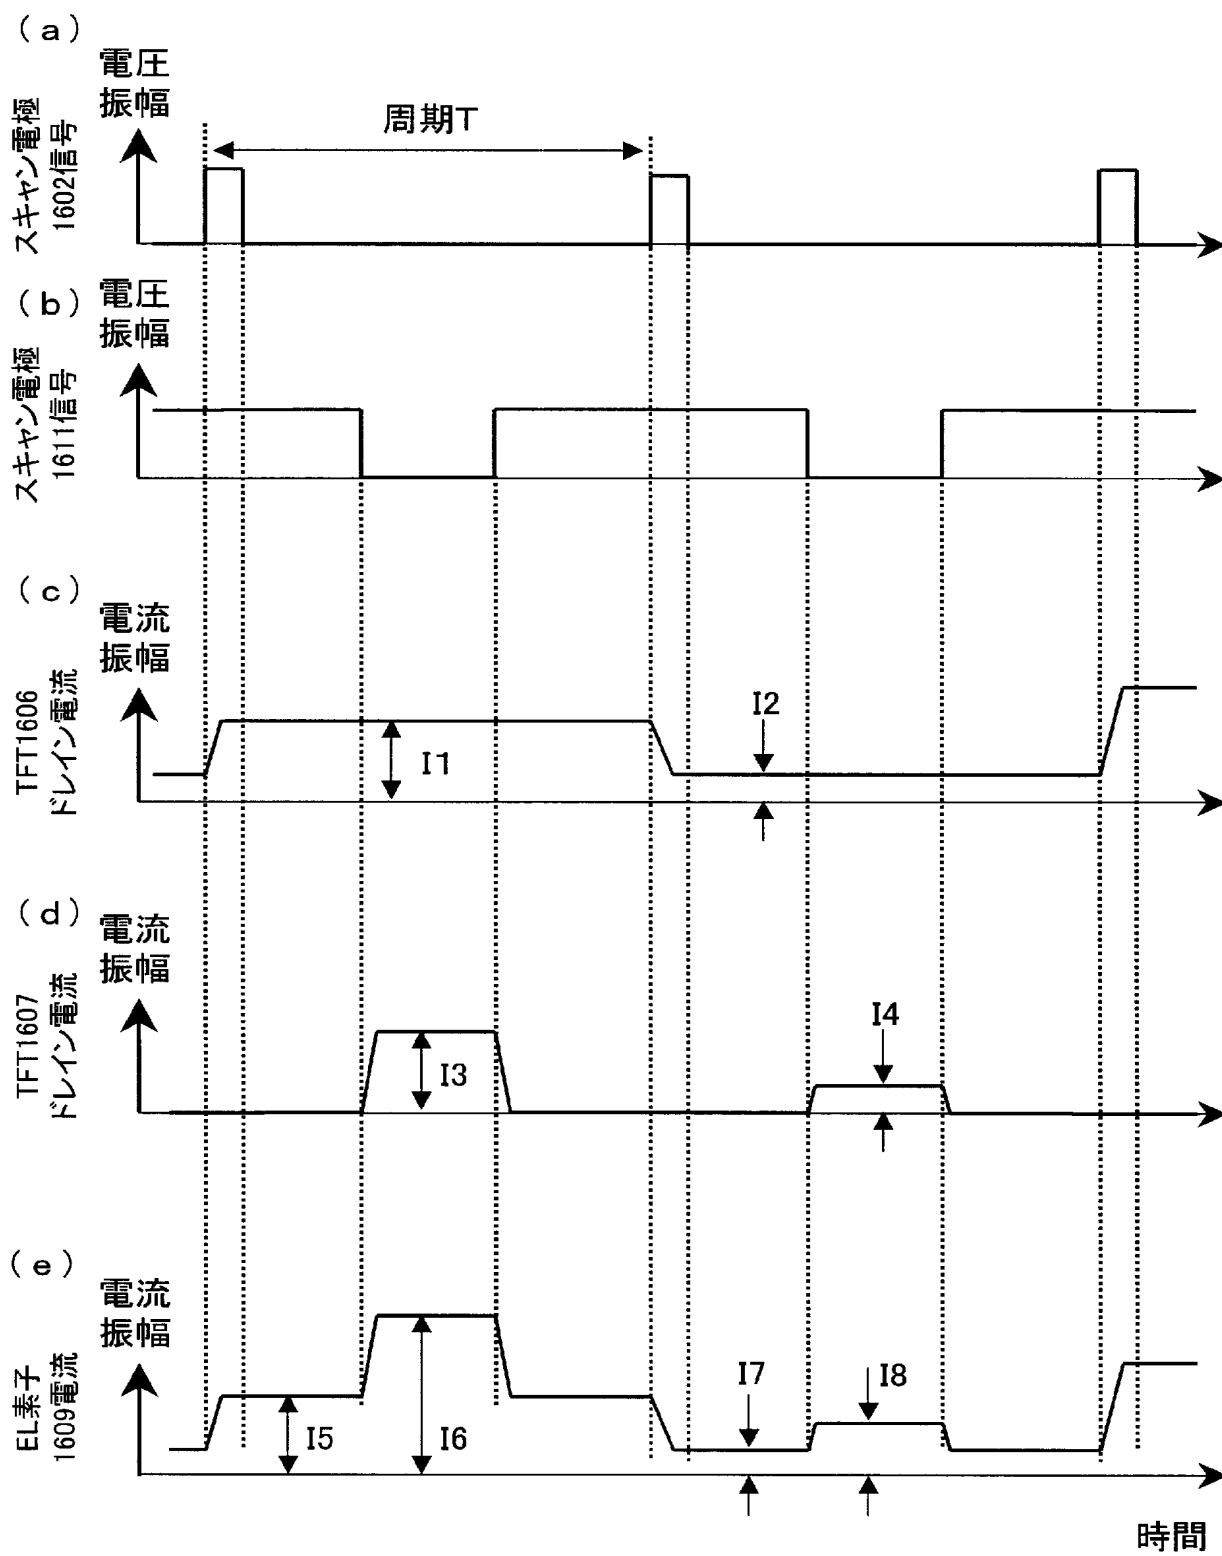 (a)
電圧
振幅
スキャン電極
1602信号
周期T
(b)
電圧
振幅
スキャン電極
1611信号
(c)
電流
振幅
TFT1606
ドレイン電流
I1
I2
(d)
電流
振幅
TFT1607
ドレイン電流
I3
I4
(e)
電流
振幅
EL素子
1609電流
I5
I6
I7
I8
時間